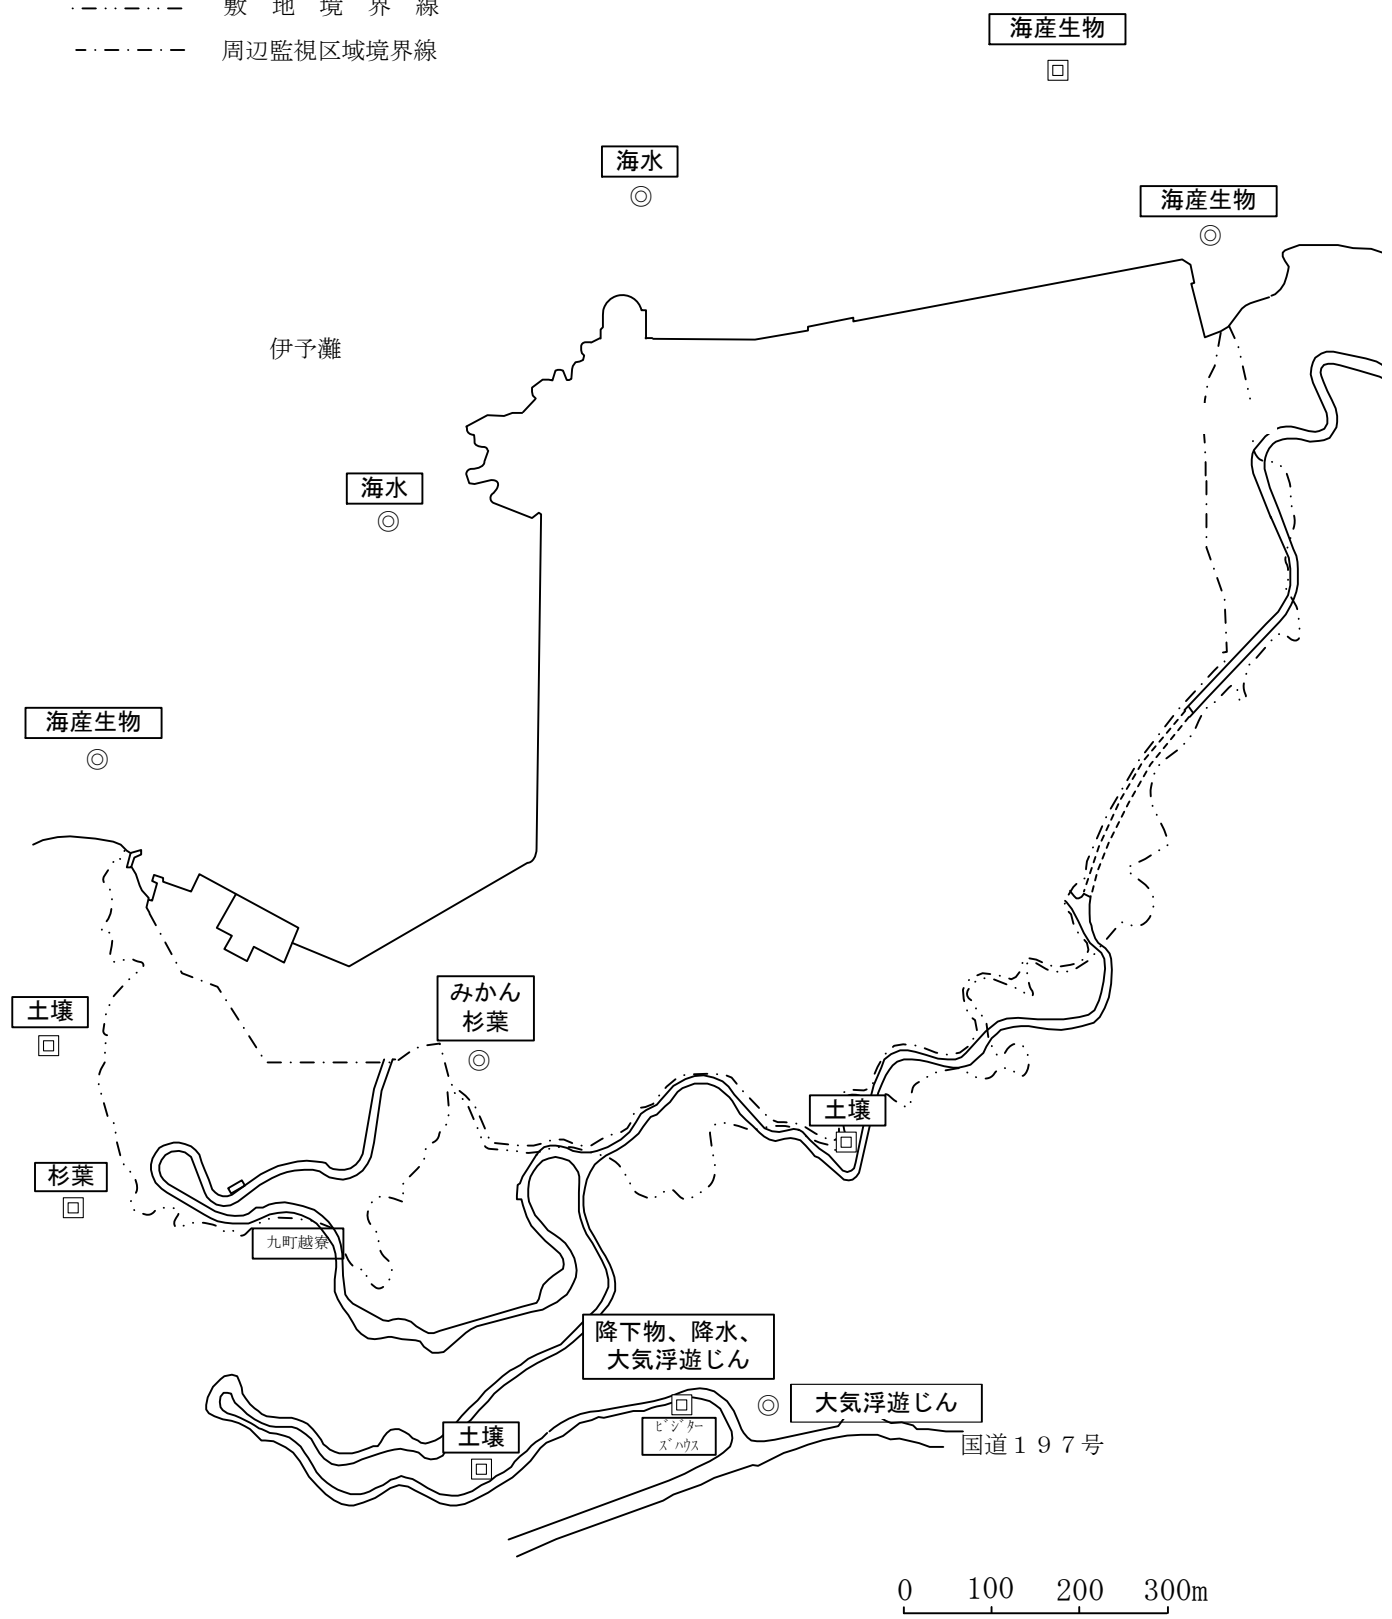 敷地境界線
周辺監視区域境界線
海産生物
海水
海産生物
伊予灘
海水
海産生物
みかん
杉葉
土壌
土壌
杉葉
九町越寮
降下物、降水、
大気浮遊じん
大気浮遊じん
ビジター
ズハウス
土壌
国道197号
0 100 200 300m